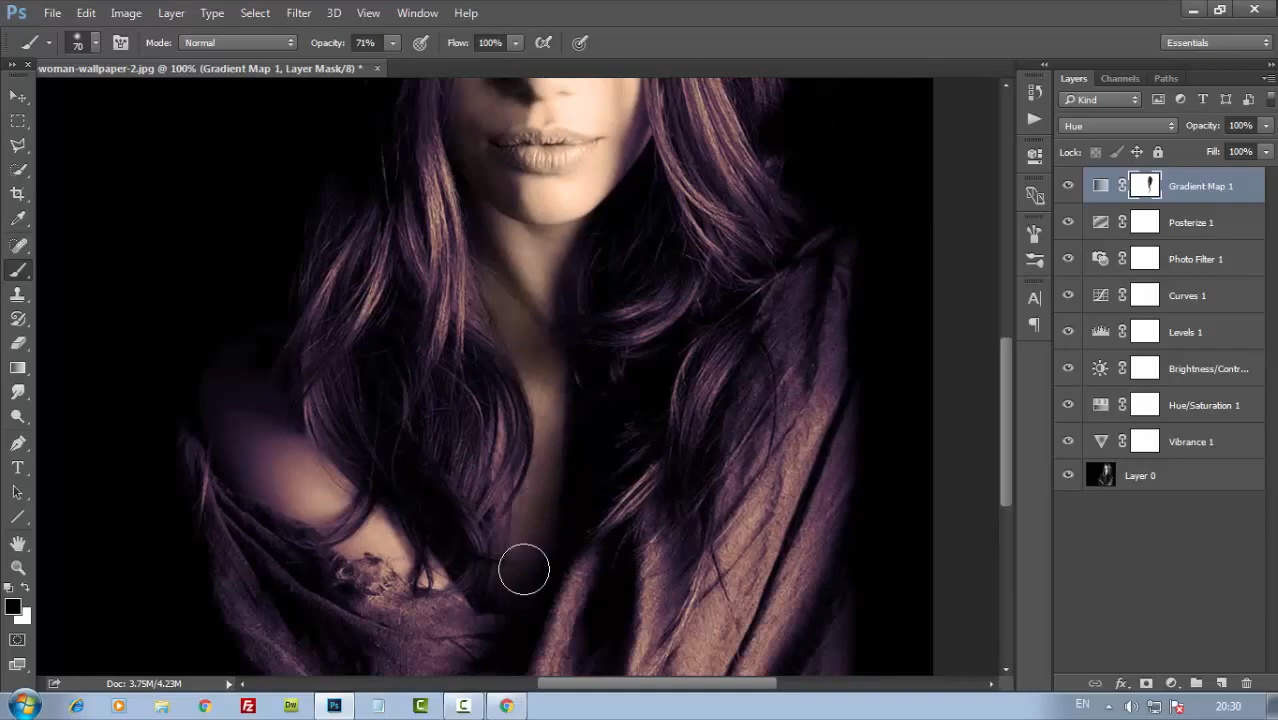 Ps File Edit Image Layer Type Select Filter 3D View Window Help
70 Mode: Normal Opacity: 71% Flow: 100% Essentials
woman-wallpaper-2.jpg @ 100% (Gradient Map 1, Layer Mask/8) * ×
Layers Channels Paths
Kind
Hue Opacity: 100%
Lock: Fill: 100%
Gradient Map 1
Posterize 1
Photo Filter 1
Curves 1
Levels 1
Brightness/Contr...
Hue/Saturation 1
Vibrance 1
Layer 0
Doc: 3.75M/4.23M
EN 20:30